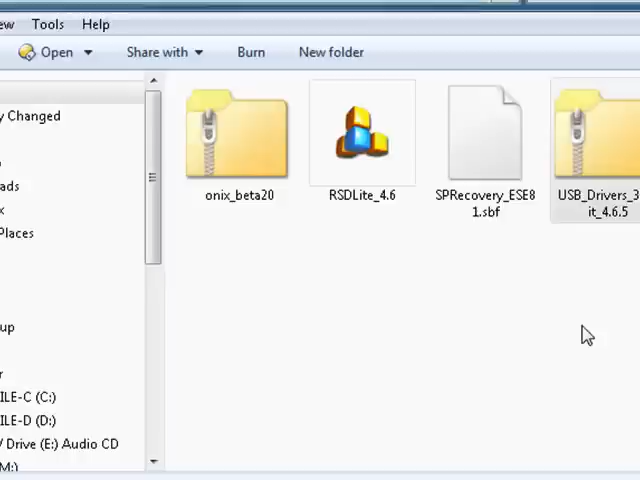 ew Tools Help
Open Share with Burn New folder
y Changed
ads
x
Places
up
r
ILE-C (C:)
ILE-D (D:)
/ Drive (E:) Audio CD
M:)
onix_beta20
RSDLite_4.6
SPRecovery_ESE8
1.sbf
USB_Drivers_3
it_4.6.5